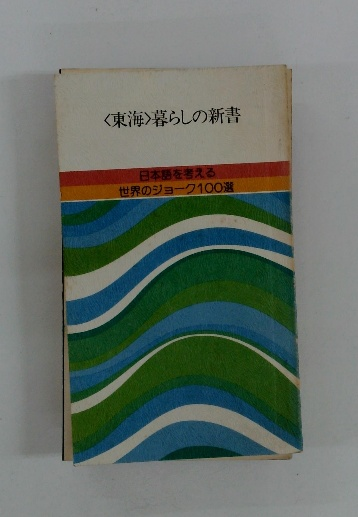 〈東海〉暮らしの新書
日本語を考える
世界のジョーク100選